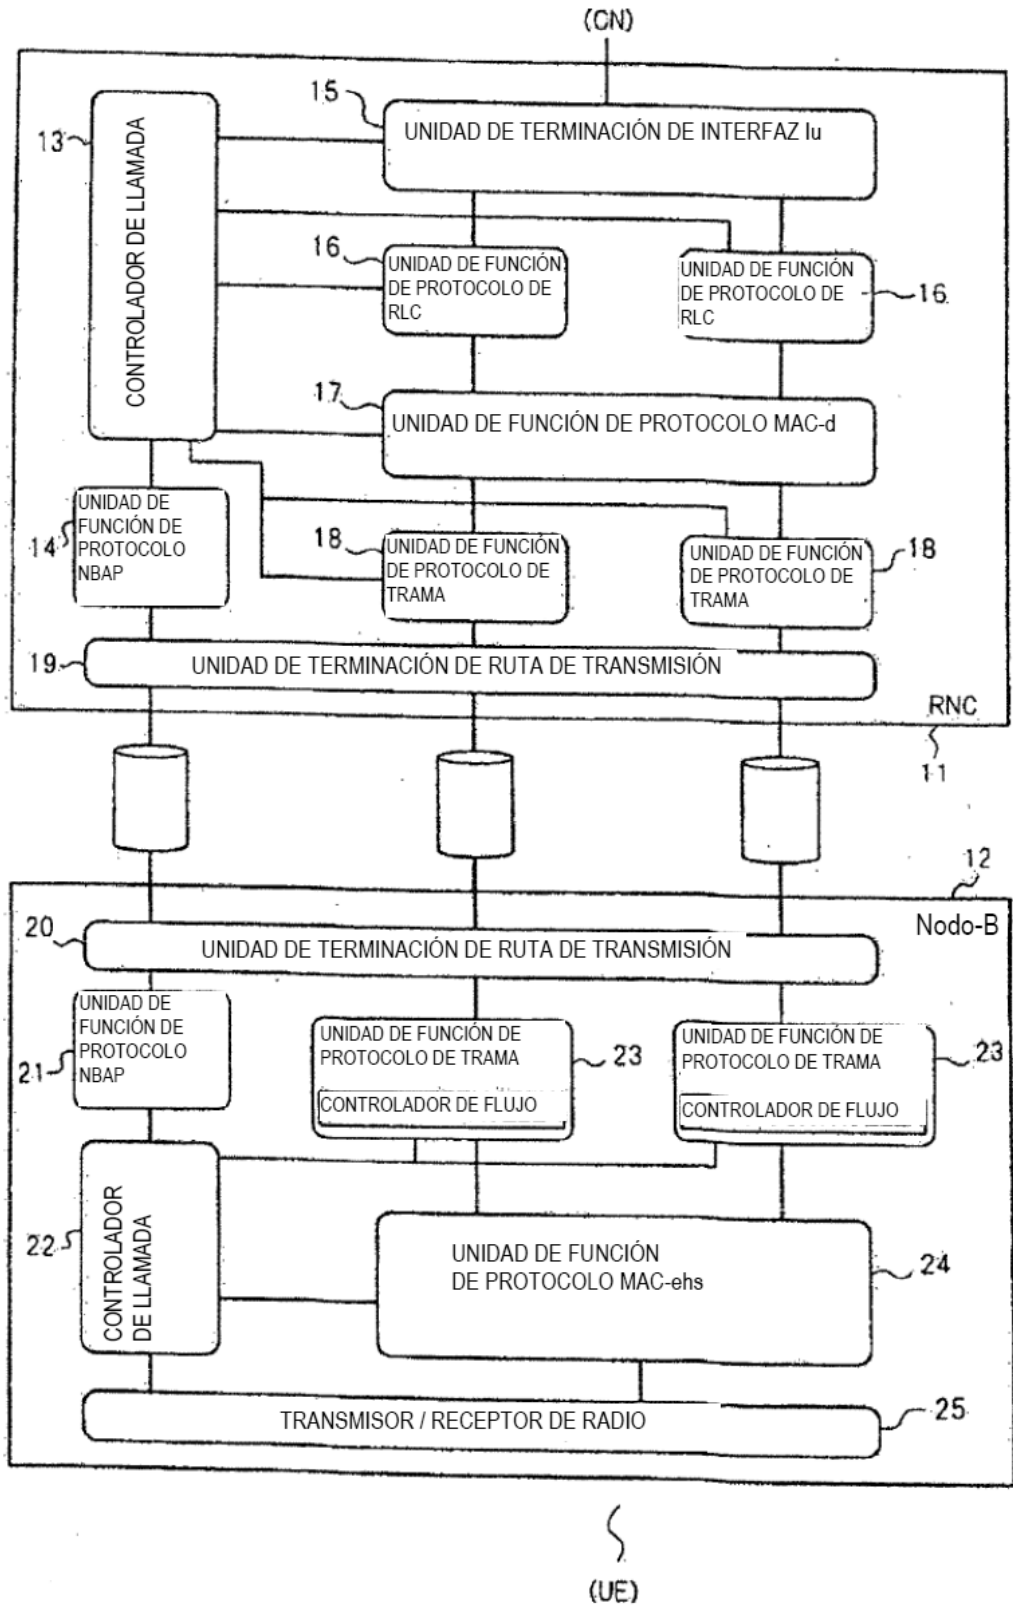 (CN)
13
CONTROLADOR DE LLAMADA
15
UNIDAD DE TERMINACIÓN DE INTERFAZ Iu
16
UNIDAD DE FUNCIÓN
DE PROTOCOLO DE
RLC
UNIDAD DE FUNCIÓN
DE PROTOCOLO DE
RLC
16
17
UNIDAD DE FUNCIÓN DE PROTOCOLO MAC-d
14
UNIDAD DE
FUNCIÓN DE
PROTOCOLO
NBAP
18
UNIDAD DE FUNCIÓN
DE PROTOCOLO DE
TRAMA
UNIDAD DE FUNCIÓN
DE PROTOCOLO DE
TRAMA
18
19
UNIDAD DE TERMINACIÓN DE RUTA DE TRANSMISIÓN
RNC
11
12
Nodo-B
20
UNIDAD DE TERMINACIÓN DE RUTA DE TRANSMISIÓN
21
UNIDAD DE
FUNCIÓN DE
PROTOCOLO
NBAP
UNIDAD DE FUNCIÓN DE
PROTOCOLO DE TRAMA
CONTROLADOR DE FLUJO
23
UNIDAD DE FUNCIÓN DE
PROTOCOLO DE TRAMA
CONTROLADOR DE FLUJO
23
22
CONTROLADOR
DE LLAMADA
UNIDAD DE FUNCIÓN
DE PROTOCOLO MAC-ehs
24
TRANSMISOR / RECEPTOR DE RADIO
25
(UE)